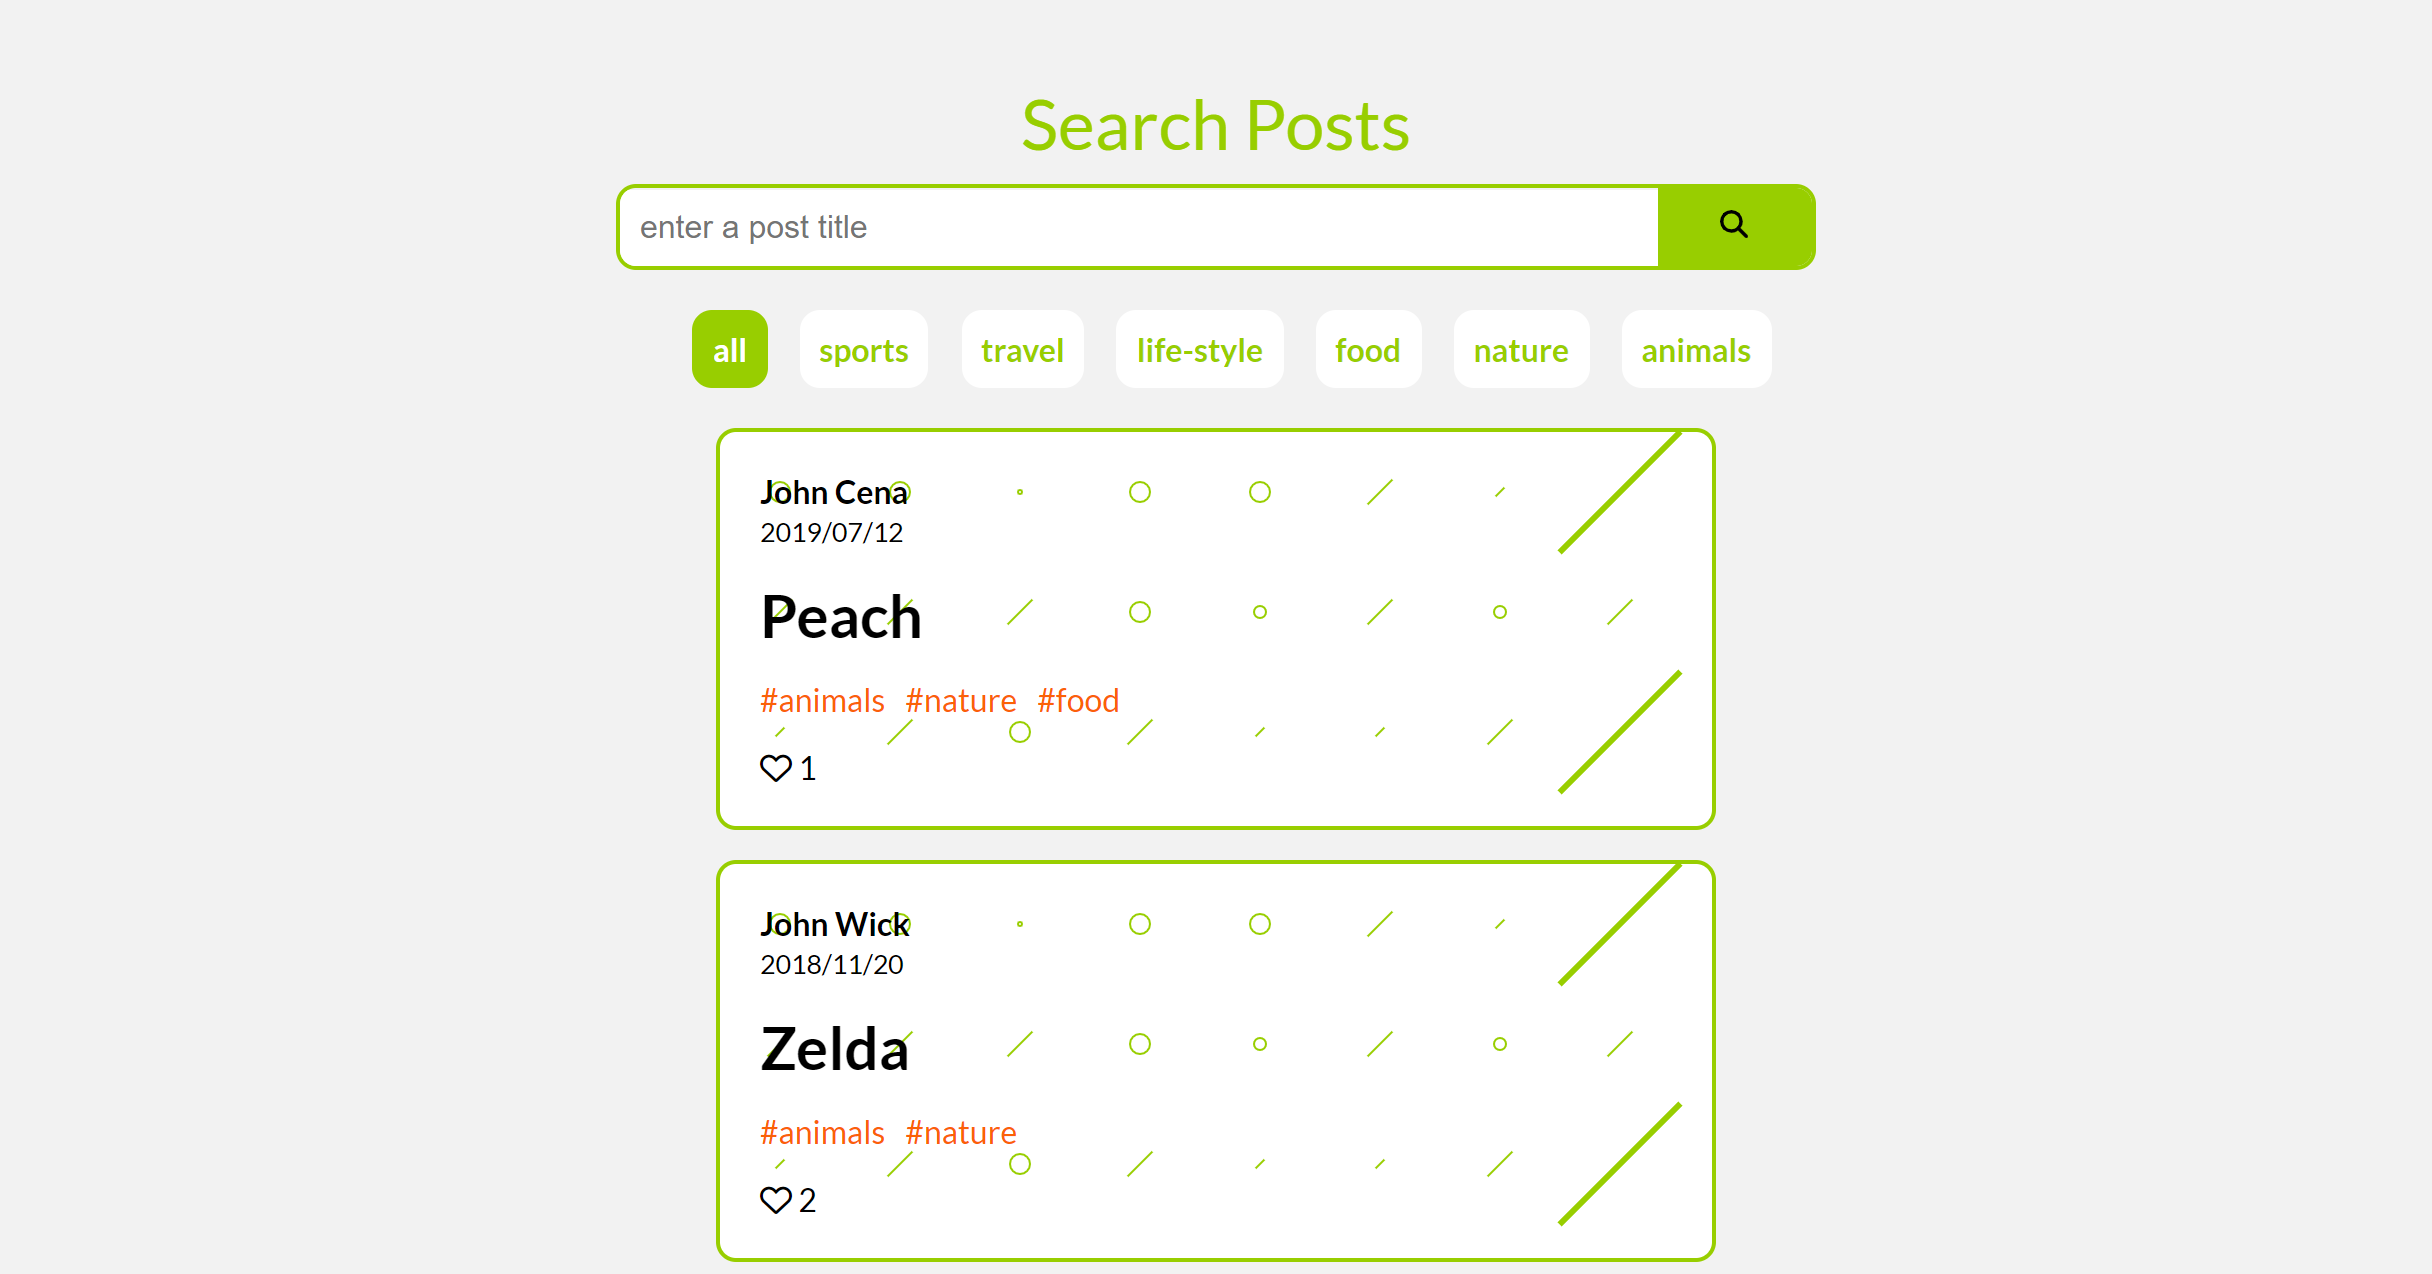 Search Posts
enter a post title
all sports travel life-style food nature animals
John Cena
2019/07/12
Peach
#animals #nature #food
1
John Wick
2018/11/20
Zelda
#animals #nature
2